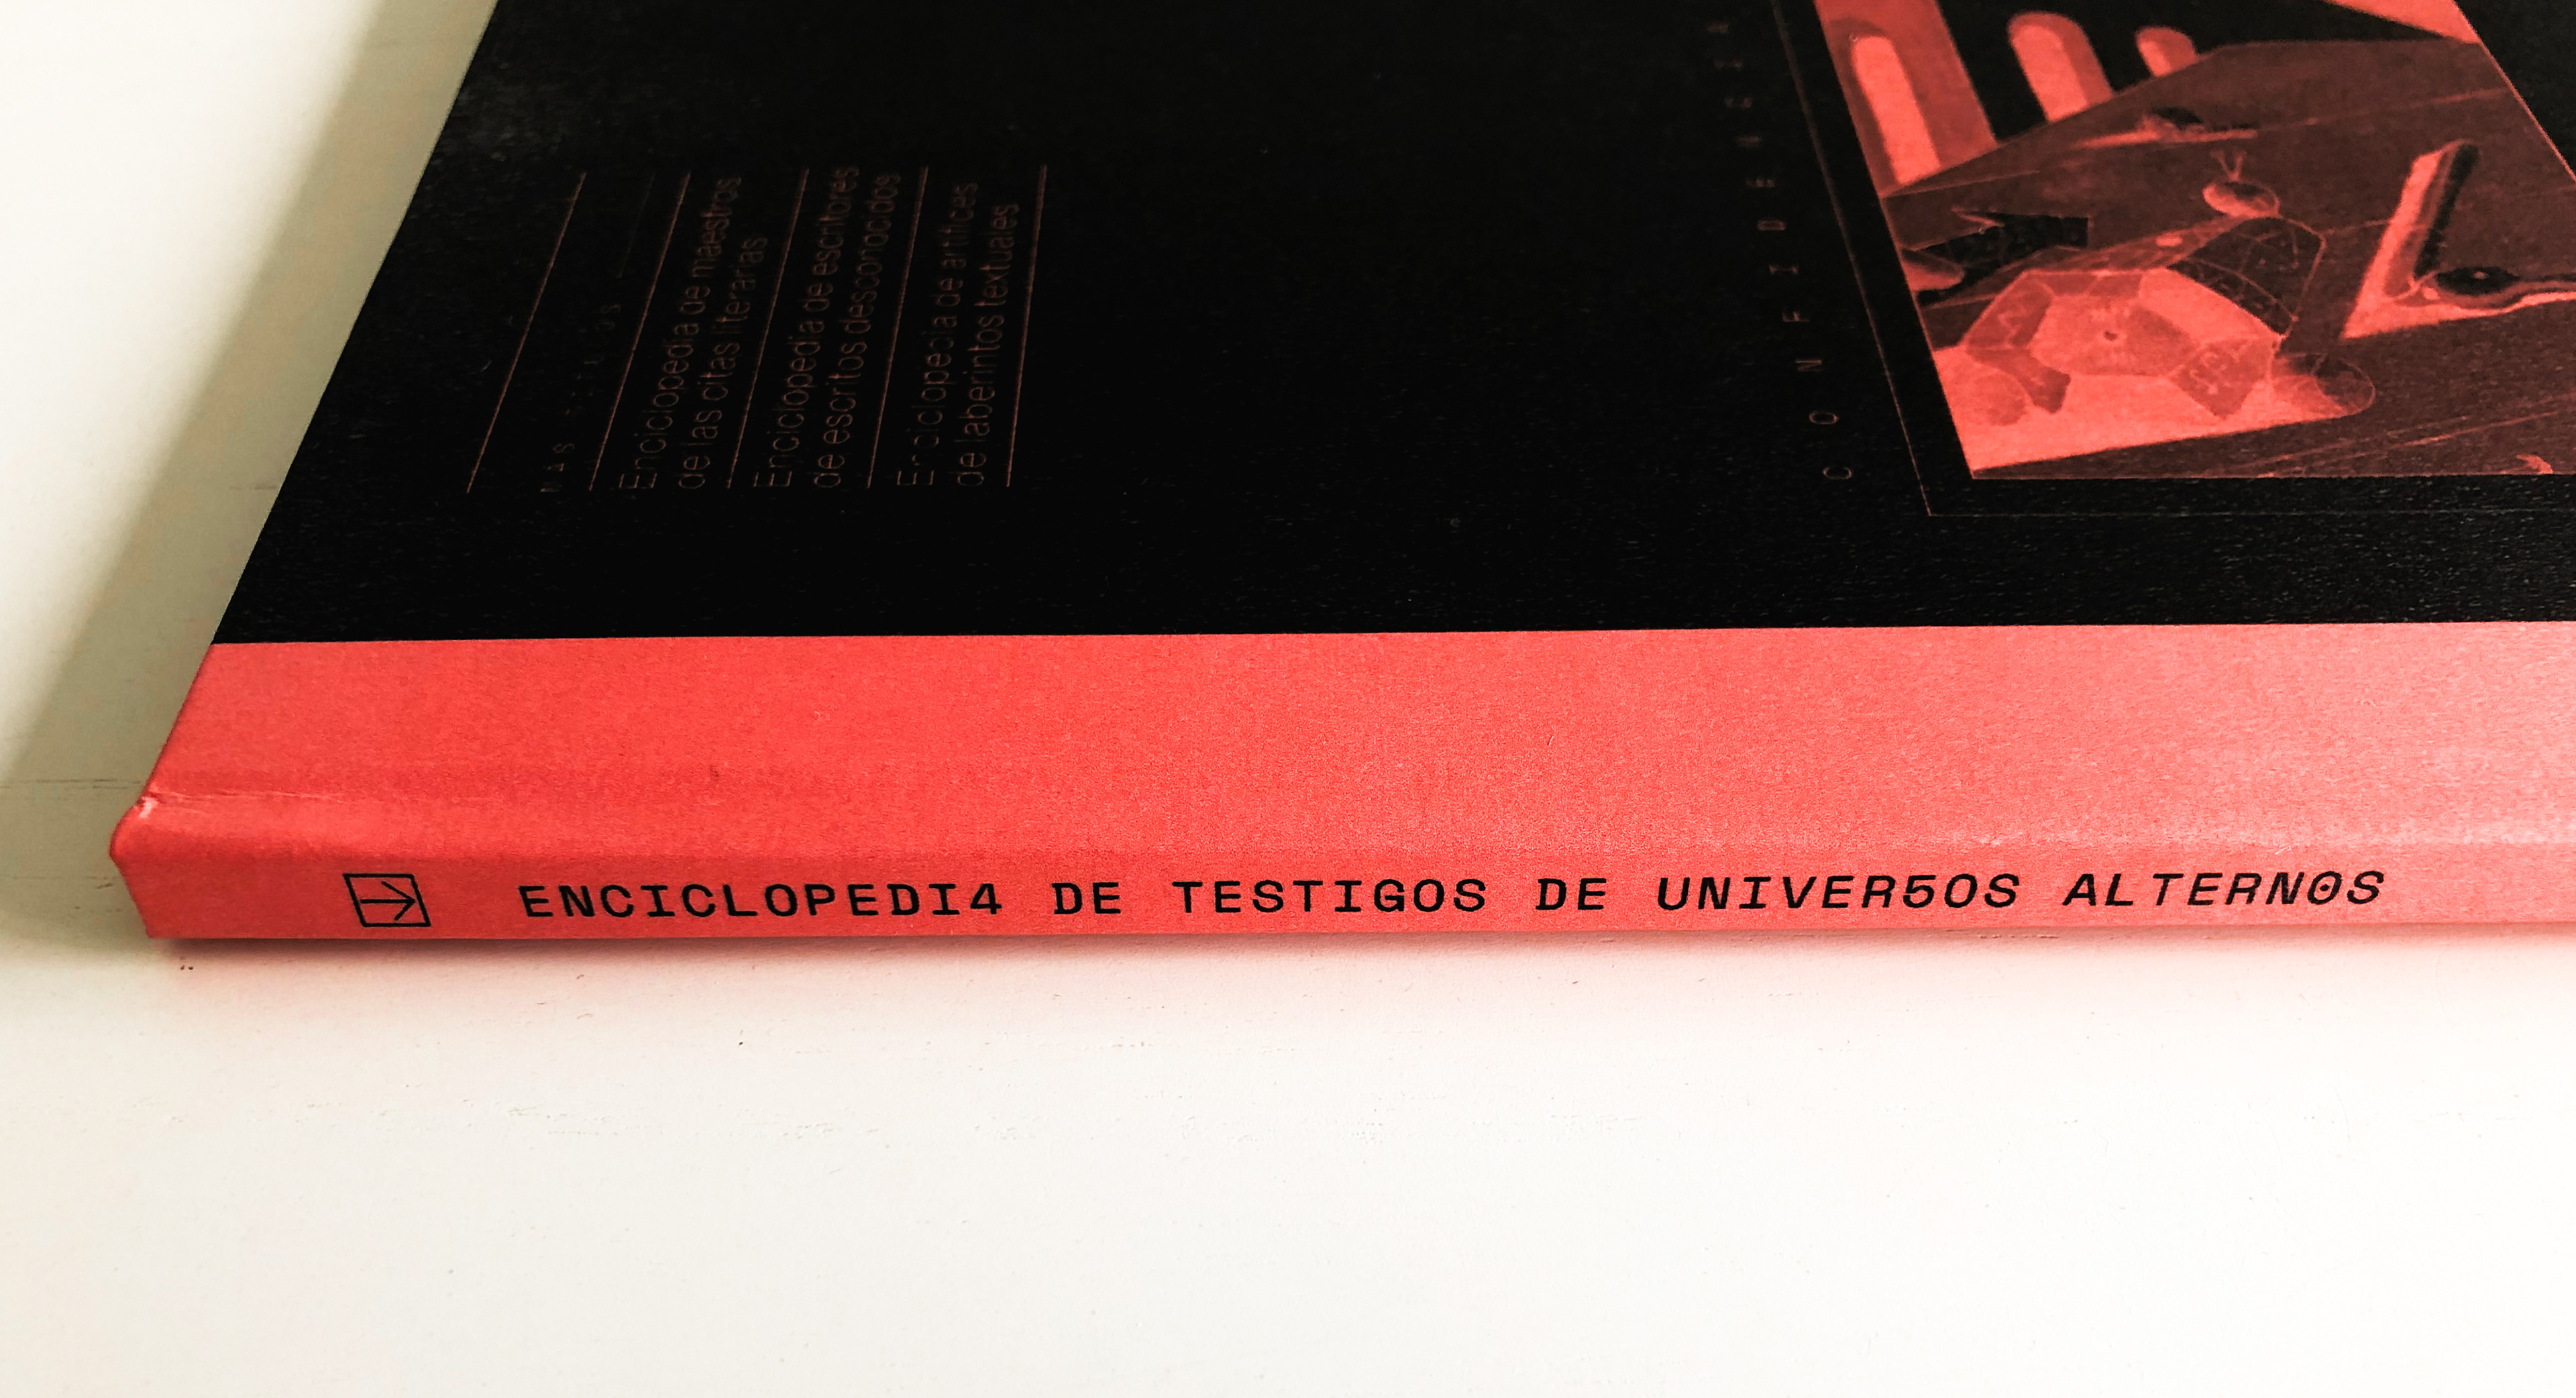 MÁS TÍTULOS
Enciclopedia de maestros
de las citas literarias
Enciclopedia de escritores
de escritos desconocidos
Enciclopedia de artífices
de laberintos textuales
ENCICLOPEDI4 DE TESTIGOS DE UNIVER5OS ALTERN0S